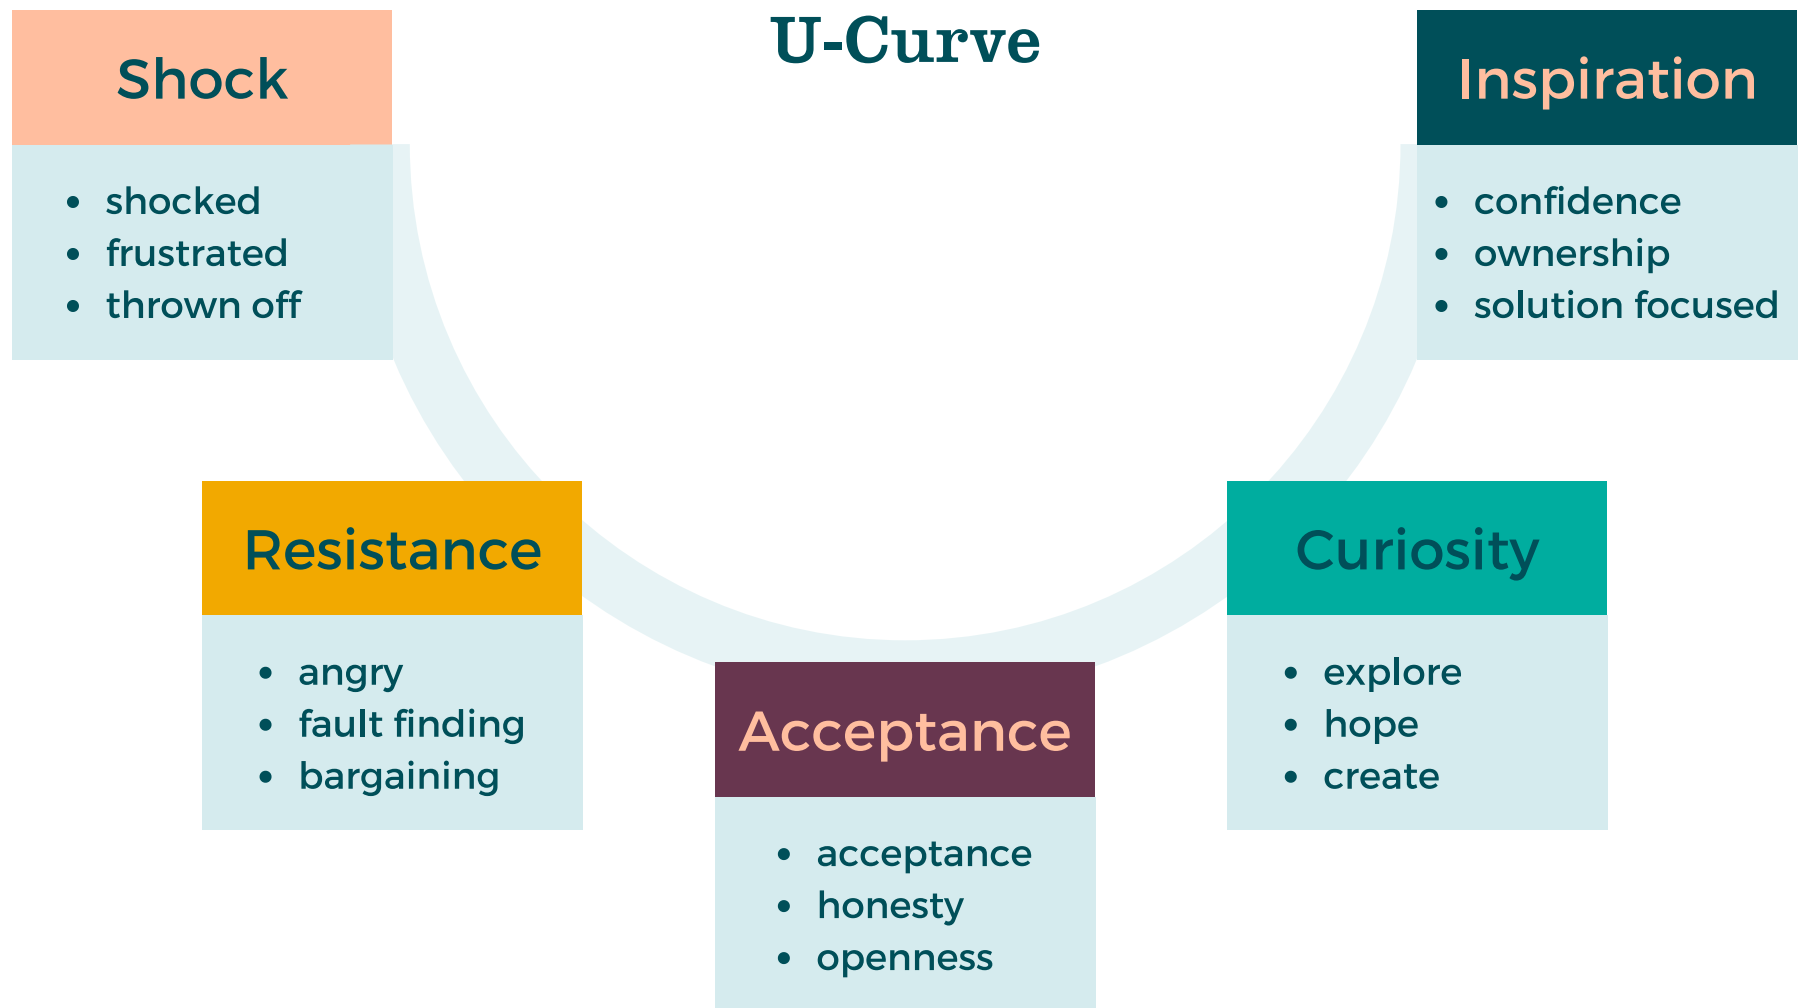 U-Curve
Shock
• shocked
• frustrated
• thrown off
Resistance
• angry
• fault finding
• bargaining
Acceptance
• acceptance
• honesty
• openness
Curiosity
• explore
• hope
• create
Inspiration
• confidence
• ownership
• solution focused